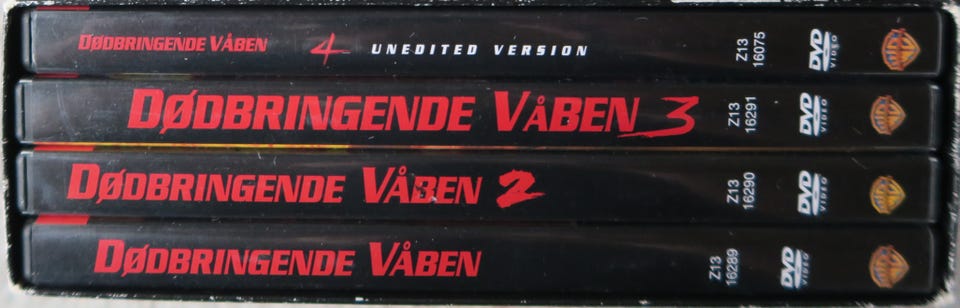 DØDBRINGENDE VÅBEN 4 UNEDITED VERSION Z13 16075 DVD VIDEO
DØDBRINGENDE VÅBEN 3 Z13 16291 DVD VIDEO
DØDBRINGENDE VÅBEN 2 Z13 16290 DVD VIDEO
DØDBRINGENDE VÅBEN Z13 16289 DVD VIDEO